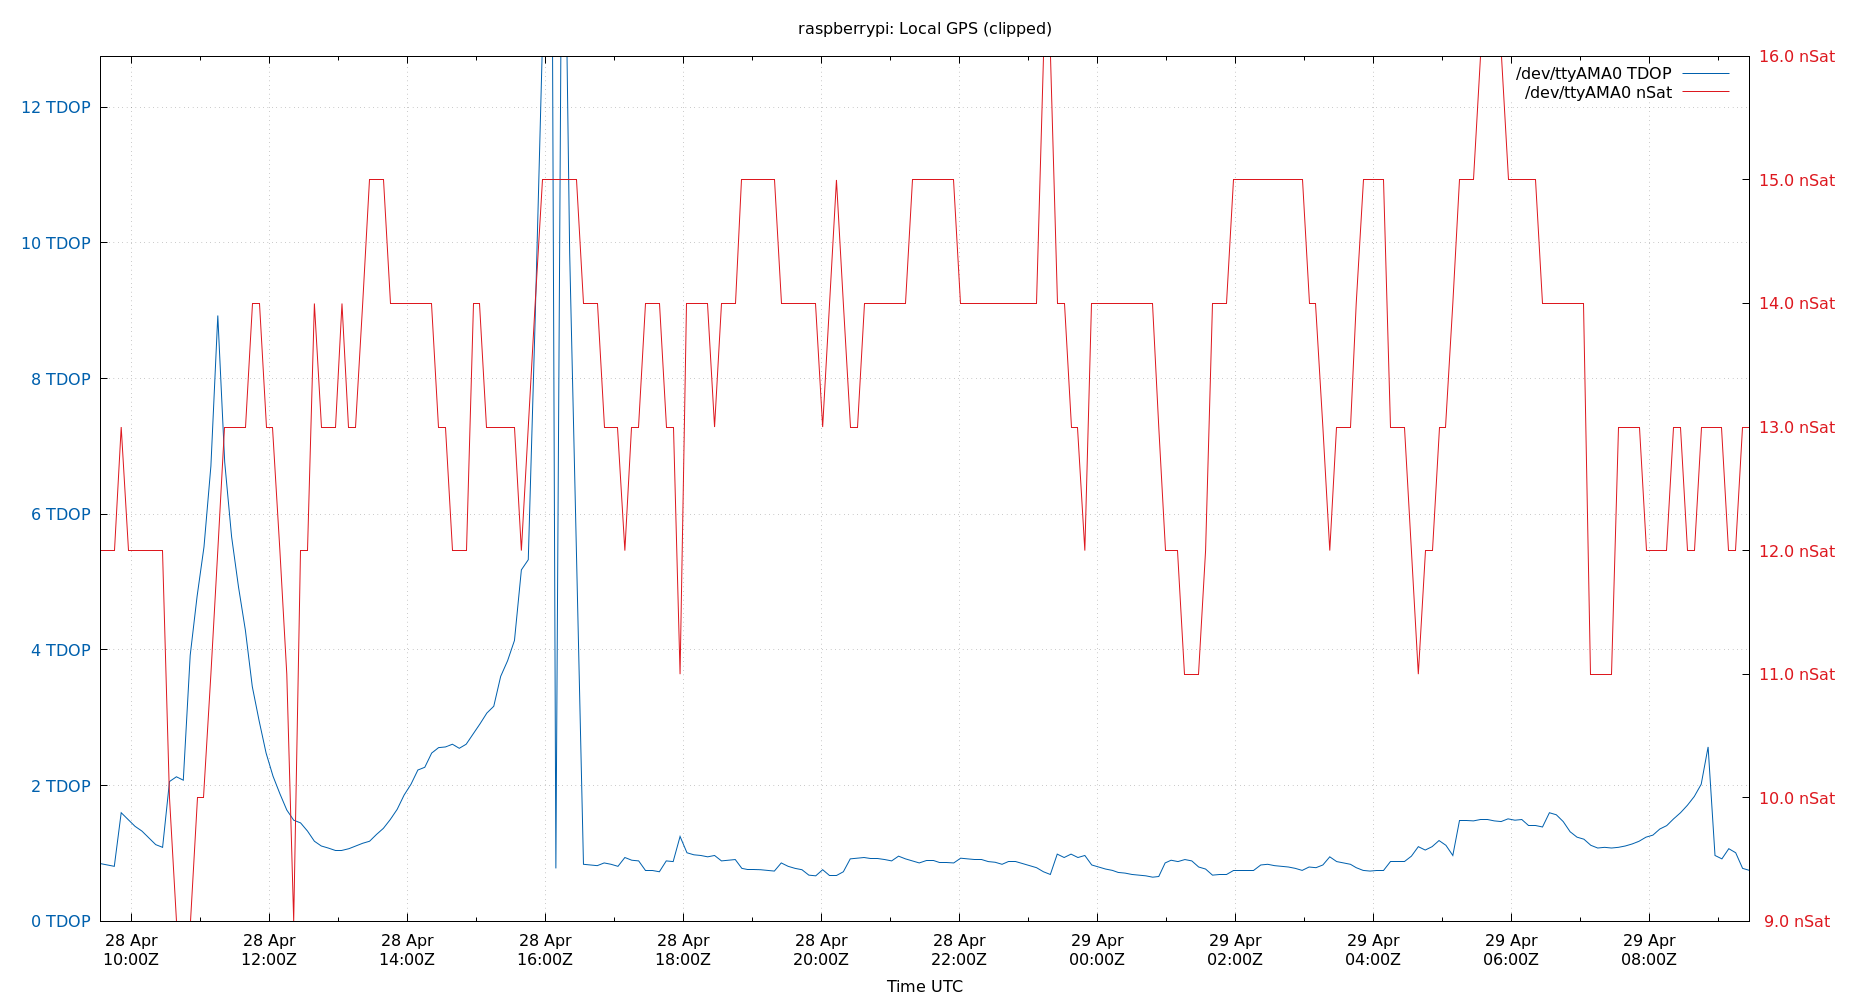 raspberrypi: Local GPS (clipped)
/dev/ttyAMA0 TDOP
/dev/ttyAMA0 nSat
12 TDOP
10 TDOP
8 TDOP
6 TDOP
4 TDOP
2 TDOP
0 TDOP
16.0 nSat
15.0 nSat
14.0 nSat
13.0 nSat
12.0 nSat
11.0 nSat
10.0 nSat
9.0 nSat
28 Apr
10:00Z
28 Apr
12:00Z
28 Apr
14:00Z
28 Apr
16:00Z
28 Apr
18:00Z
28 Apr
20:00Z
28 Apr
22:00Z
29 Apr
00:00Z
29 Apr
02:00Z
29 Apr
04:00Z
29 Apr
06:00Z
29 Apr
08:00Z
Time UTC